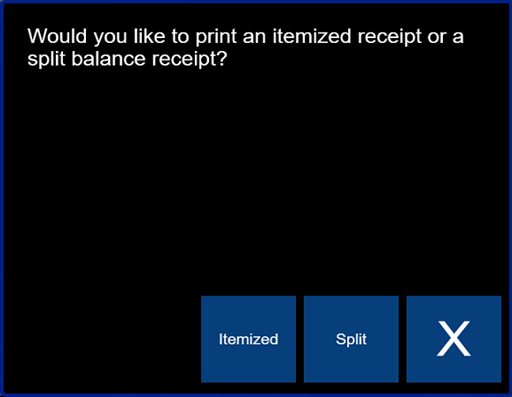 Would you like to print an itemized receipt or a
split balance receipt?
Itemized
Split
X